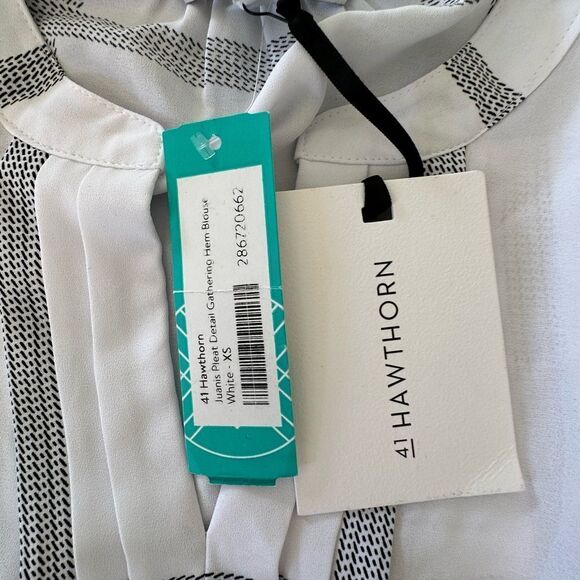 41 Hawthorn
Juanis Pleat Detail Gathering Hem Blouse
White - XS
286720662
41 HAWTHORN